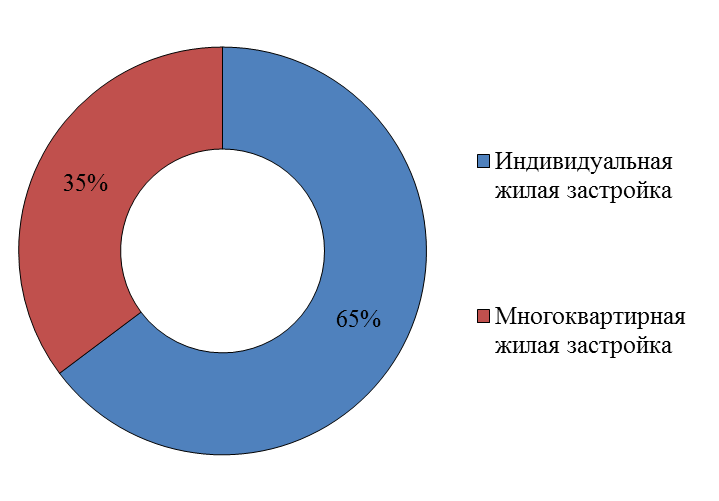 35%
65%
Индивидуальная
жилая застройка
Многоквартирная
жилая застройка